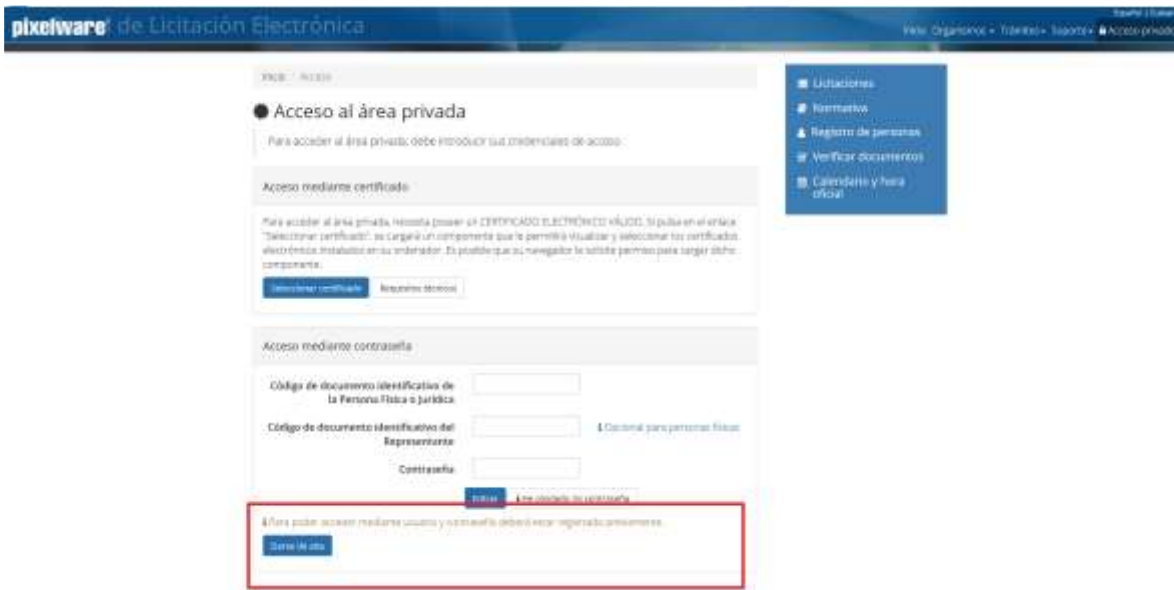 pixelware de Licitación Electrónica
Español |
Inicio Organismos Trámites Soporte Acceso privado
Inicio / Acceso
Acceso al área privada
Para acceder al área privada, debe introducir sus credenciales de acceso
Acceso mediante certificado
Para acceder al área privada, necesita poseer un CERTIFICADO ELECTRÓNICO VÁLIDO. Si pulsa en el enlace
"Seleccionar certificado", se cargará un componente que le permitirá visualizar y seleccionar los certificados
electrónicos instalados en su ordenador. Es posible que su navegador le solicite permiso para cargar dicho
componente.
Seleccionar certificado Requisitos técnicos
Acceso mediante contraseña
Código de documento identificativo de
la Persona Física o Jurídica
Código de documento identificativo del
Representante
Opcional para personas físicas
Contraseña
Entrar He olvidado mi contraseña
Para poder acceder mediante usuario y contraseña deberá estar registrado previamente.
Darse de alta
Licitaciones
Normativa
Registro de personas
Verificar documentos
Calendario y hora
oficial